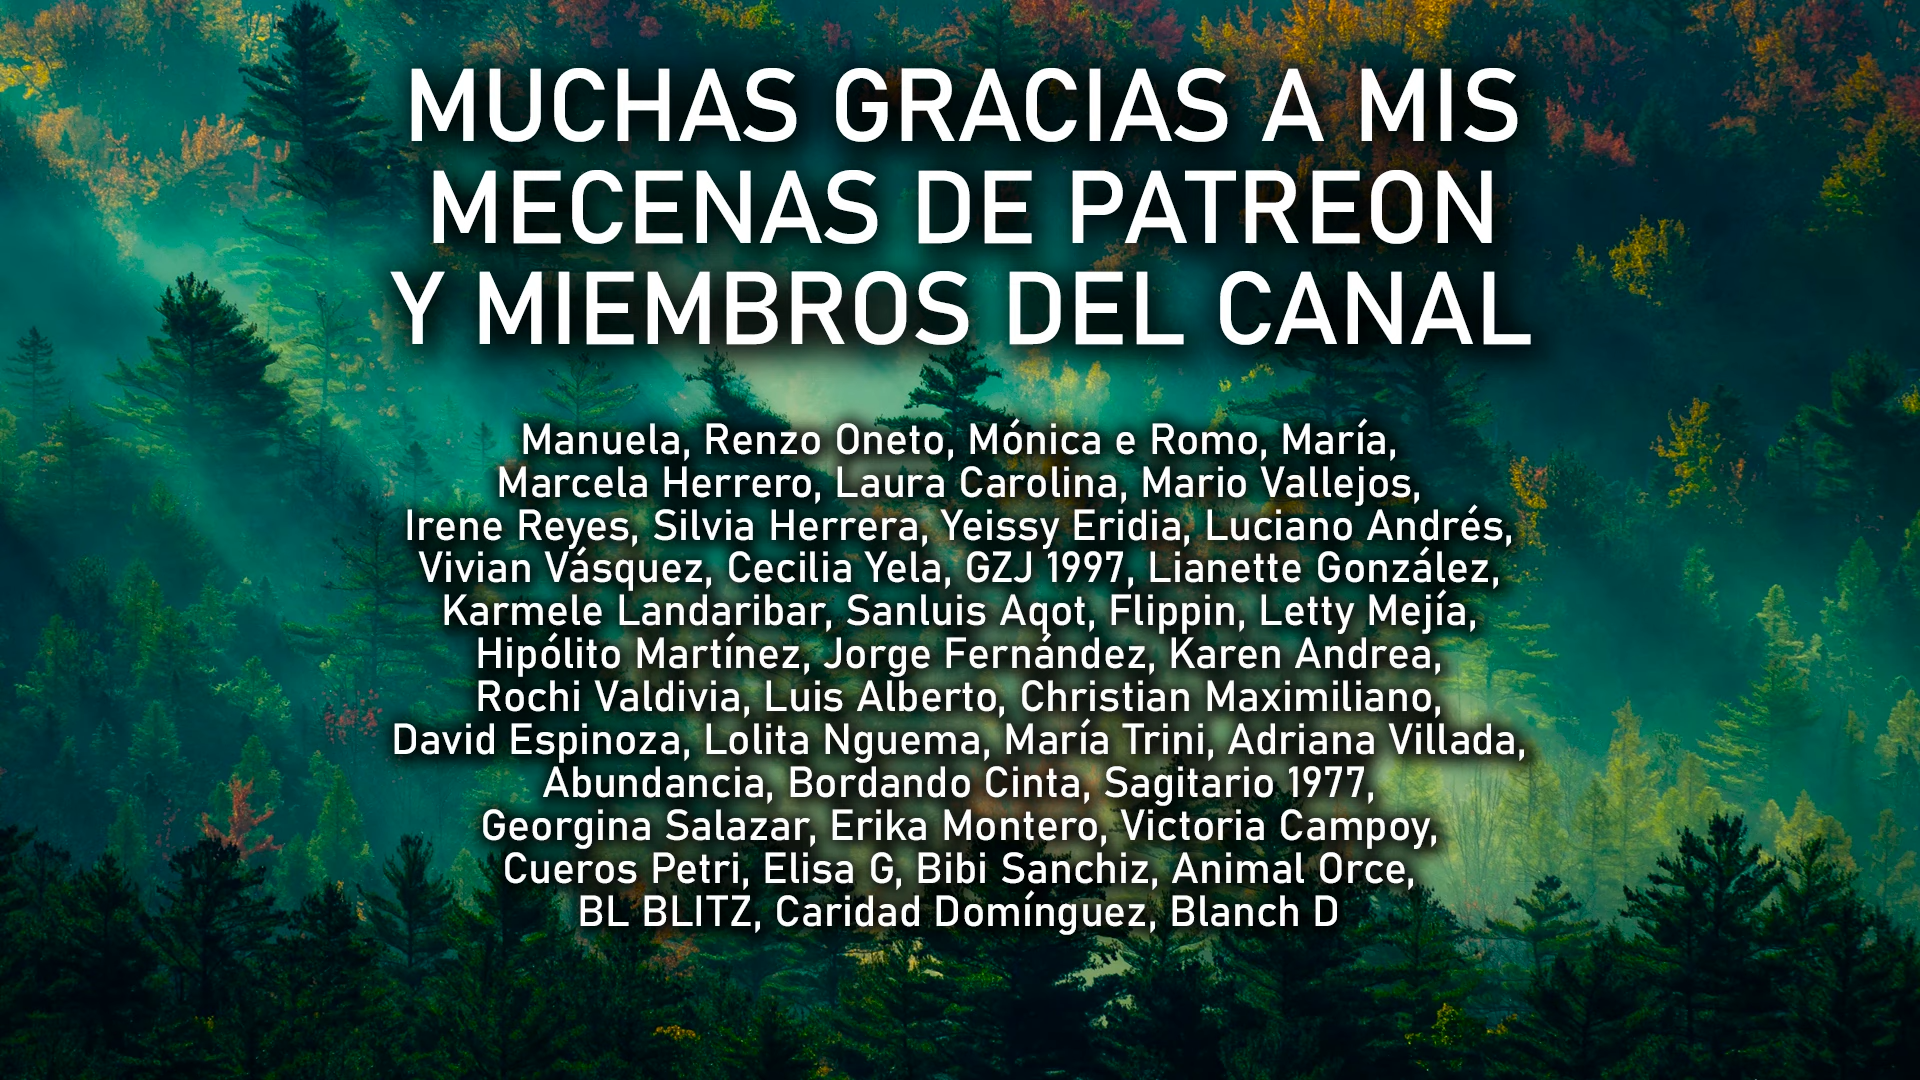 MUCHAS GRACIAS A MIS
MECENAS DE PATREON
Y MIEMBROS DEL CANAL
Manuela, Renzo Oneto, Mónica e Romo, María,
Marcela Herrero, Laura Carolina, Mario Vallejos,
Irene Reyes, Silvia Herrera, Yeissy Eridia, Luciano Andrés,
Vivian Vásquez, Cecilia Yela, GZJ 1997, Lianette González,
Karmele Landaribar, Sanluis Aqot, Flippin, Letty Mejía,
Hipólito Martínez, Jorge Fernández, Karen Andrea,
Rochi Valdivia, Luis Alberto, Christian Maximiliano,
David Espinoza, Lolita Nguema, María Trini, Adriana Villada,
Abundancia, Bordando Cinta, Sagitario 1977,
Georgina Salazar, Erika Montero, Victoria Campoy,
Cueros Petri, Elisa G, Bibi Sanchiz, Animal Orce,
BL BLITZ, Caridad Domínguez, Blanch D